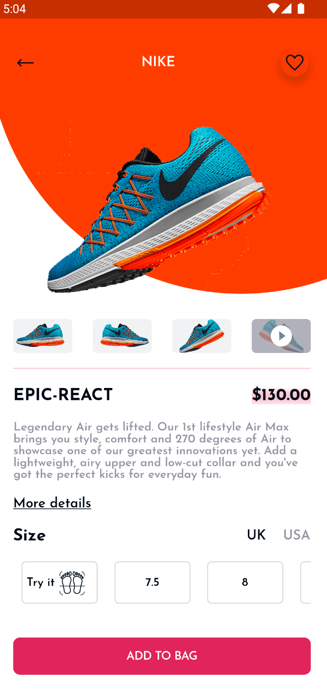 5:04
NIKE
EPIC-REACT
$130.00
Legendary Air gets lifted. Our 1st lifestyle Air Max
brings you style, comfort and 270 degrees of Air to
showcase one of our greatest innovations yet. Add a
lightweight, airy upper and low-cut collar and you've
got the perfect kicks for everyday fun.
More details
Size
UK
USA
Try it
7.5
8
ADD TO BAG